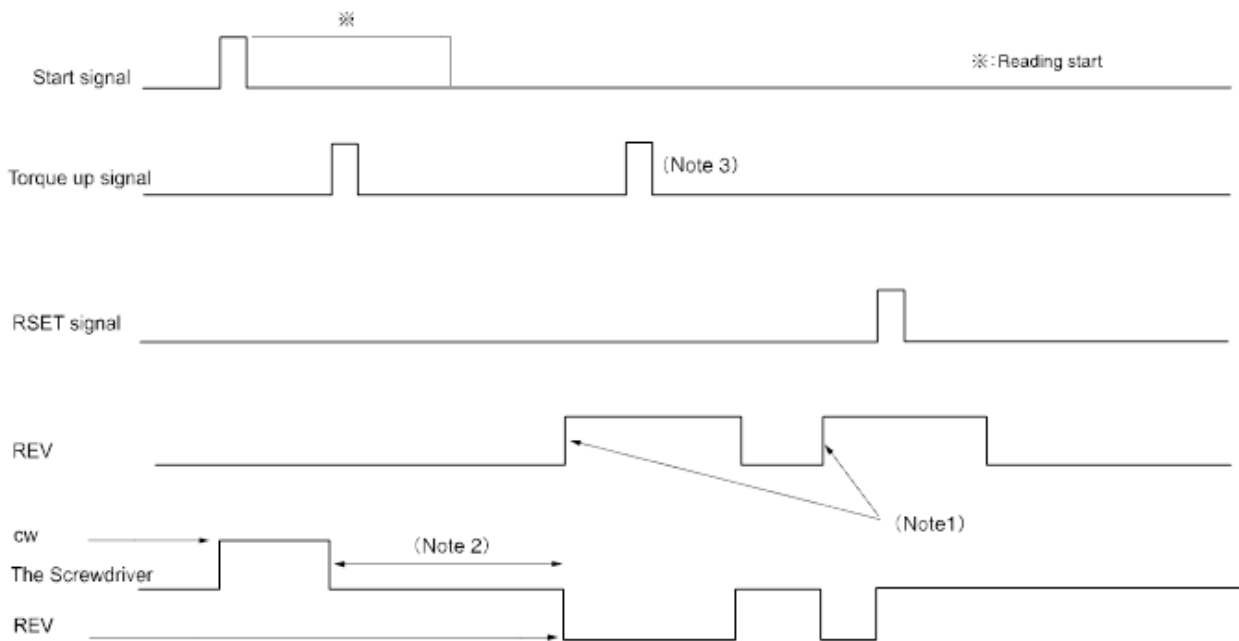 ※
Start signal
※:Reading start
Torque up signal
(Note 3)
RSET signal
REV
(Note1)
cw
(Note 2)
The Screwdriver
REV